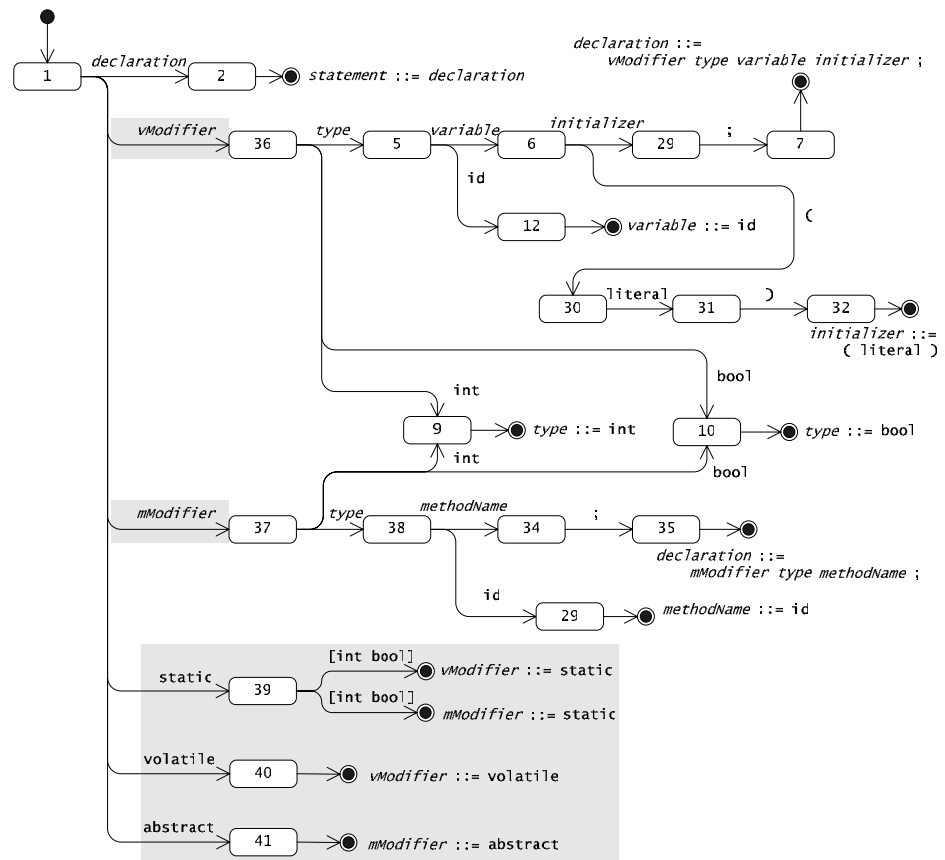 declaration ::=
vModifier type variable initializer ;
1
declaration
2
statement ::= declaration
vModifier
36
type
5
variable
6
initializer
29
;
7
id
12
variable ::= id
(
30
literal
31
)
32
initializer ::=
( literal )
bool
int
9
type ::= int
10
type ::= bool
int
bool
mModifier
37
type
38
methodName
34
;
35
declaration ::=
mModifier type methodName ;
id
29
methodName ::= id
static
39
[int bool]
vModifier ::= static
[int bool]
mModifier ::= static
volatile
40
vModifier ::= volatile
abstract
41
mModifier ::= abstract